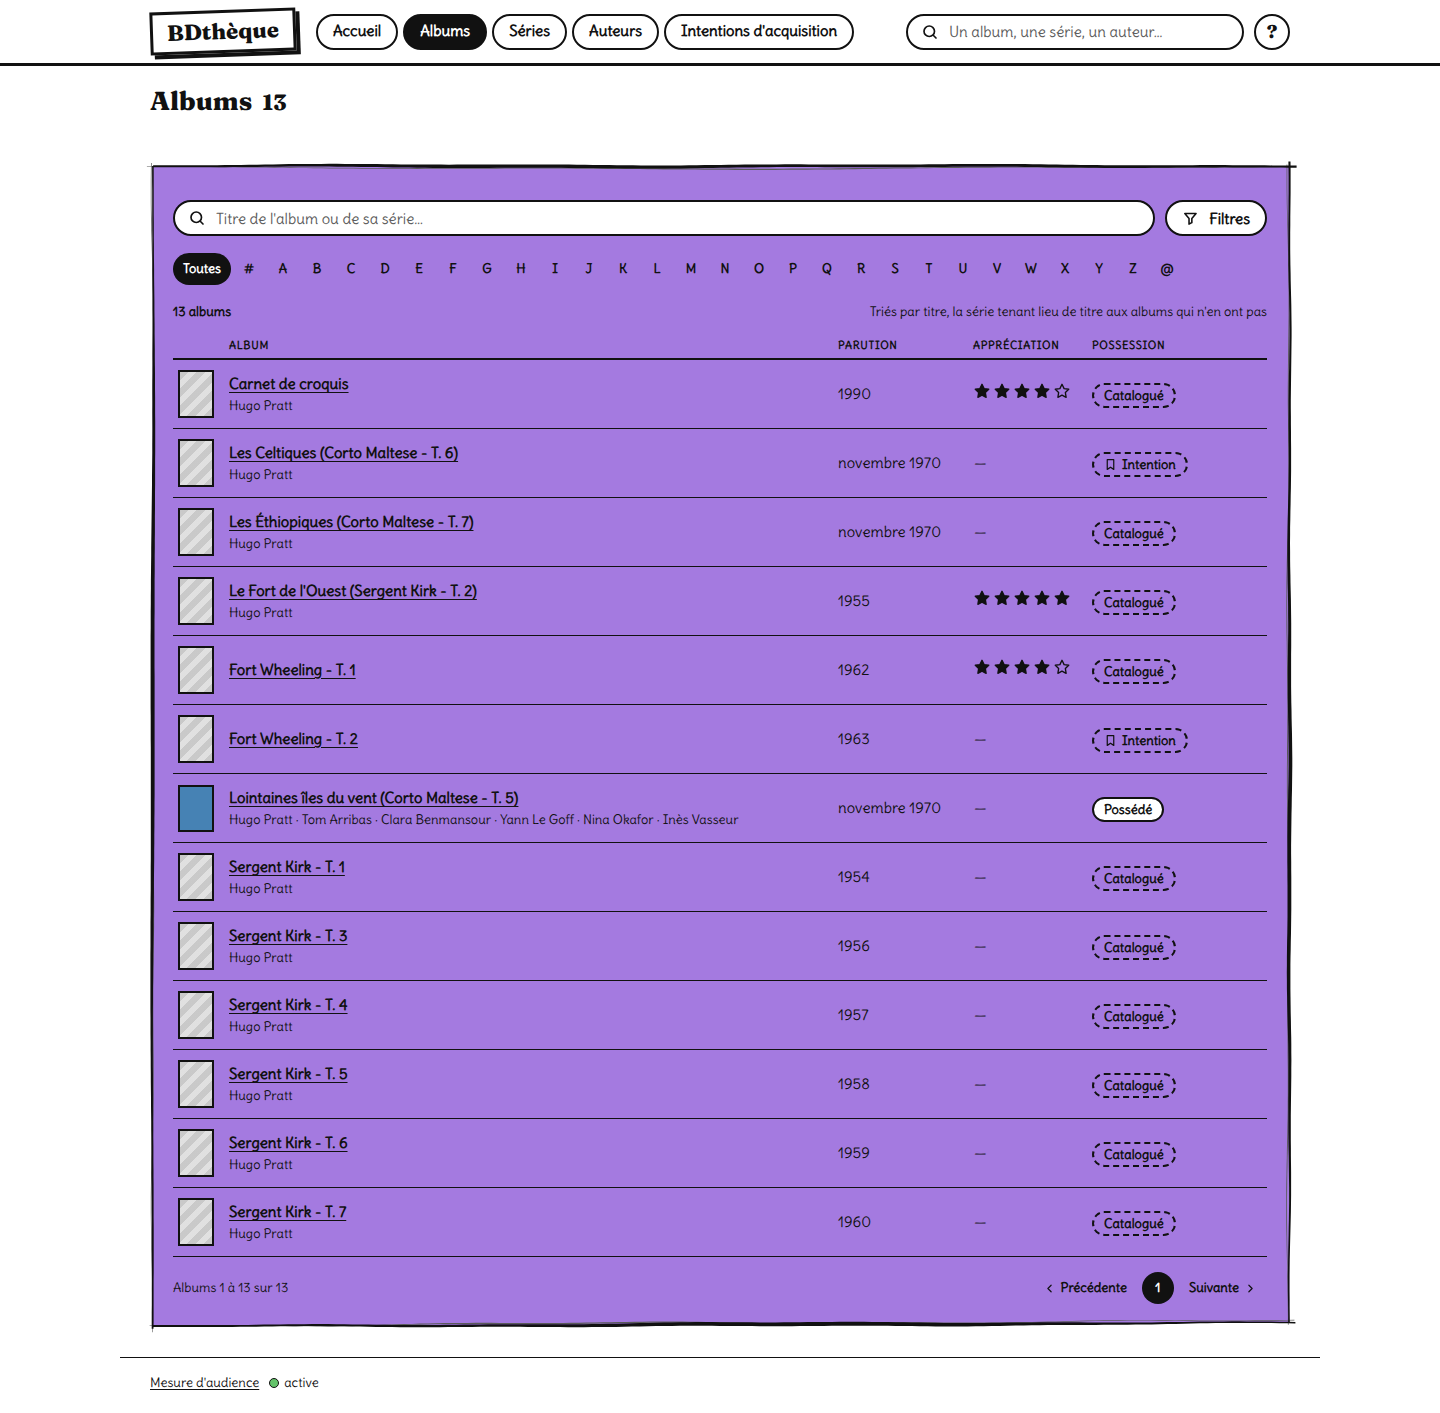 BDthèque
Accueil
Albums
Séries
Auteurs
Intentions d'acquisition
Un album, une série, un auteur...
?
Albums 13
Titre de l'album ou de sa série...
Filtres
Toutes # A B C D E F G H I J K L M N O P Q R S T U V W X Y Z @
13 albums
Triés par titre, la série tenant lieu de titre aux albums qui n'en ont pas
ALBUM PARUTION APPRÉCIATION POSSESSION
Carnet de croquis
Hugo Pratt
1990
Catalogué
Les Celtiques (Corto Maltese - T. 6)
Hugo Pratt
novembre 1970
—
Intention
Les Éthiopiques (Corto Maltese - T. 7)
Hugo Pratt
novembre 1970
—
Catalogué
Le Fort de l'Ouest (Sergent Kirk - T. 2)
Hugo Pratt
1955
Catalogué
Fort Wheeling - T. 1
1962
Catalogué
Fort Wheeling - T. 2
1963
—
Intention
Lointaines îles du vent (Corto Maltese - T. 5)
Hugo Pratt · Tom Arribas · Clara Benmansour · Yann Le Goff · Nina Okafor · Inès Vasseur
novembre 1970
—
Possédé
Sergent Kirk - T. 1
Hugo Pratt
1954
—
Catalogué
Sergent Kirk - T. 3
Hugo Pratt
1956
—
Catalogué
Sergent Kirk - T. 4
Hugo Pratt
1957
—
Catalogué
Sergent Kirk - T. 5
Hugo Pratt
1958
—
Catalogué
Sergent Kirk - T. 6
Hugo Pratt
1959
—
Catalogué
Sergent Kirk - T. 7
Hugo Pratt
1960
—
Catalogué
Albums 1 à 13 sur 13
Précédente 1 Suivante
Mesure d'audience active